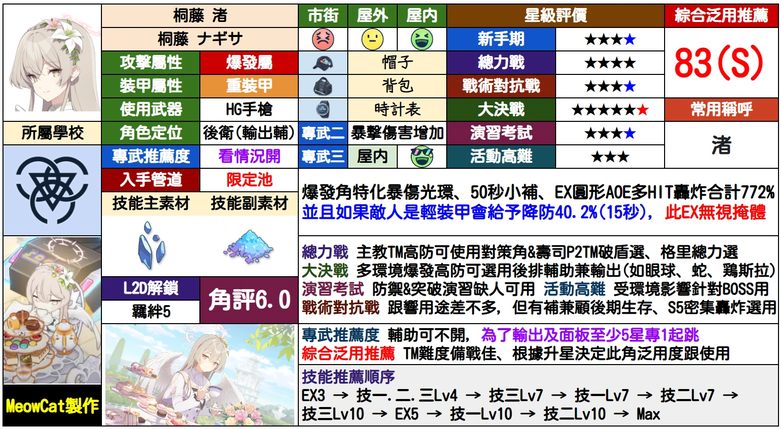 桐藤 渚
市街 屋外 屋內
星級評價
綜合泛用推薦
桐藤 ナギサ
新手期 ★★★★
83(S)
攻擊屬性 爆發屬
帽子
總力戰 ★★★★
裝甲屬性 重裝甲
背包
戰術對抗戰 ★★★★
使用武器 HG手槍
時計表
大決戰 ★★★★★★
常用稱呼
所屬學校
角色定位 後衛(輸出輔)
專武二 暴擊傷害增加
演習考試 ★★★★
渚
專武推薦度 看情況開
專武三 屋內
活動高難 ★★★
入手管道 限定池
技能主素材 技能副素材
爆發角特化暴傷光環、50秒小補、EX圓形AOE多HIT轟炸合計772%
並且如果敵人是輕裝甲會給予降防40.2%(15秒), 此EX無視掩體
總力戰 主教TM高防可使用對策角&壽司P2TM破盾選、格里總力選
大決戰 多環境爆發高防可選用後排輔助兼輸出(如眼球、蛇、鶏斯拉)
演習考試 防禦&突破演習缺人可用 活動高難 受環境影響針對BOSS用
戰術對抗戰 跟響用途差不多, 但有補兼顧後期生存、S5密集轟炸選用
L2D解鎖
羈絆5
角評6.0
專武推薦度 輔助可不開, 為了輸出及面板至少5星專1起跳
綜合泛用推薦 TM難度備戰佳、根據升星決定此角泛用度跟使用
技能推薦順序
EX3 → 技一.二.三Lv4 → 技三Lv7 → 技一Lv7 → 技二Lv7 →
技三Lv10 → EX5 → 技一Lv10 → 技二Lv10 → Max
MeowCat製作